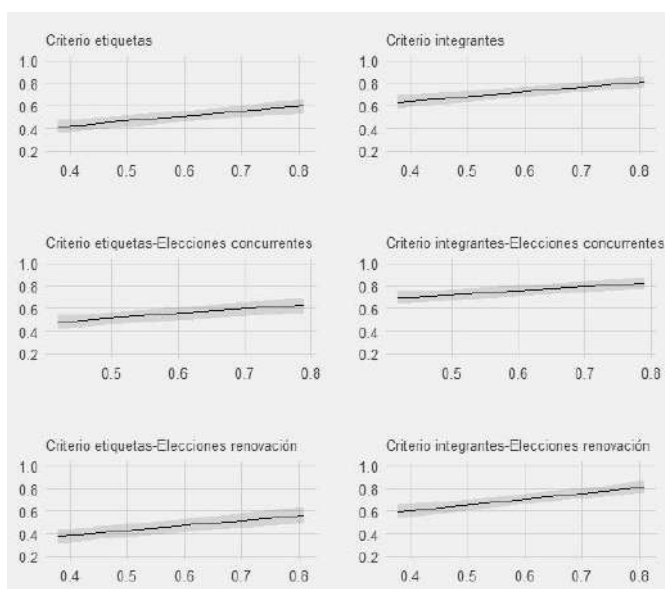 Criterio etiquetas
1.0
0.8
0.6
0.4
0.2
0.4 0.5 0.6 0.7 0.8
Criterio integrantes
1.0
0.8
0.6
0.4
0.2
0.4 0.5 0.6 0.7 0.8
Criterio etiquetas-Elecciones concurrentes
1.0
0.8
0.6
0.4
0.2
0.5 0.6 0.7 0.8
Criterio integrantes-Elecciones concurrentes
1.0
0.8
0.6
0.4
0.2
0.5 0.6 0.7 0.8
Criterio etiquetas-Elecciones renovación
1.0
0.8
0.6
0.4
0.2
0.4 0.5 0.6 0.7 0.8
Criterio integrantes-Elecciones renovación
1.0
0.8
0.6
0.4
0.2
0.4 0.5 0.6 0.7 0.8